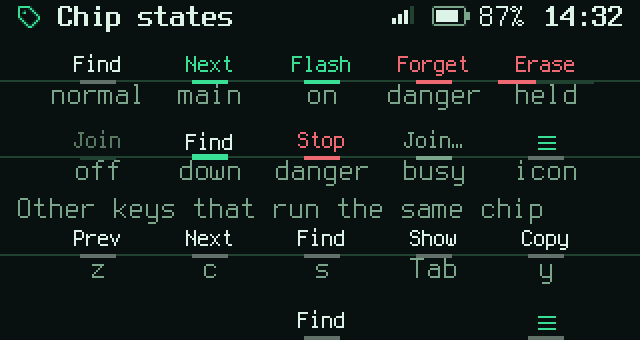 Chip states 87% 14:32
Find Next Flash Forget Erase
normal main on danger held
Join Find Stop Join… ☰
off down danger busy icon
Other keys that run the same chip
Prev Next Find Show Copy
z c s Tab y
Find ☰